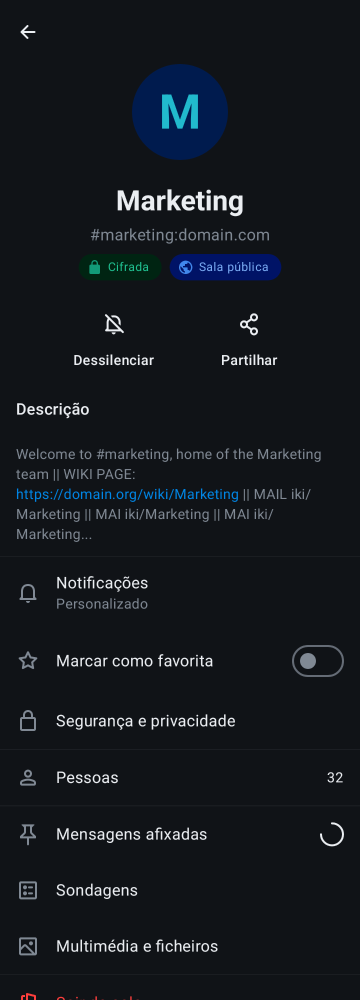 M
Marketing
#marketing:domain.com
Cifrada
Sala pública
Dessilenciar
Partilhar
Descrição
Welcome to #marketing, home of the Marketing
team || WIKI PAGE:
https://domain.org/wiki/Marketing || MAIL iki/
Marketing || MAI iki/Marketing || MAI iki/
Marketing...
Notificações
Personalizado
Marcar como favorita
Segurança e privacidade
Pessoas 32
Mensagens afixadas
Sondagens
Multimédia e ficheiros